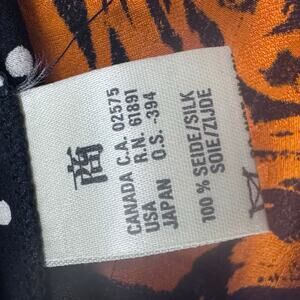 商
CANADA C.A. 02575
USA R.N. 61891
JAPAN O.S. -394
100 % SEIDE/SILK
SOIE/ZIJDE